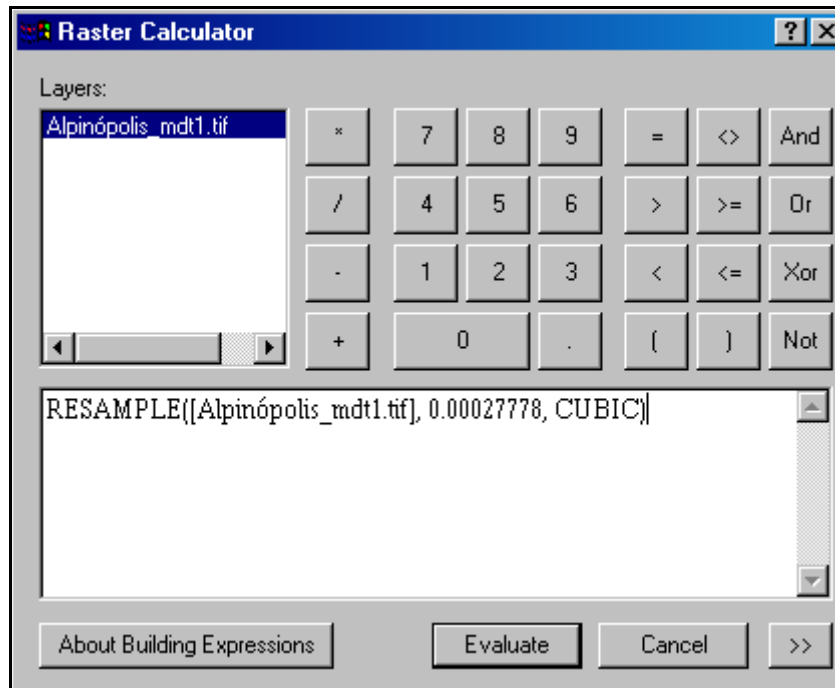 Raster Calculator
Layers:
Alpinópolis_mdt1.tif
* 7 8 9 = <> And
/ 4 5 6 > >= Or
- 1 2 3 < <= Xor
+ 0 . ( ) Not
RESAMPLE([Alpinópolis_mdt1.tif], 0.00027778, CUBIC)
About Building Expressions Evaluate Cancel >>